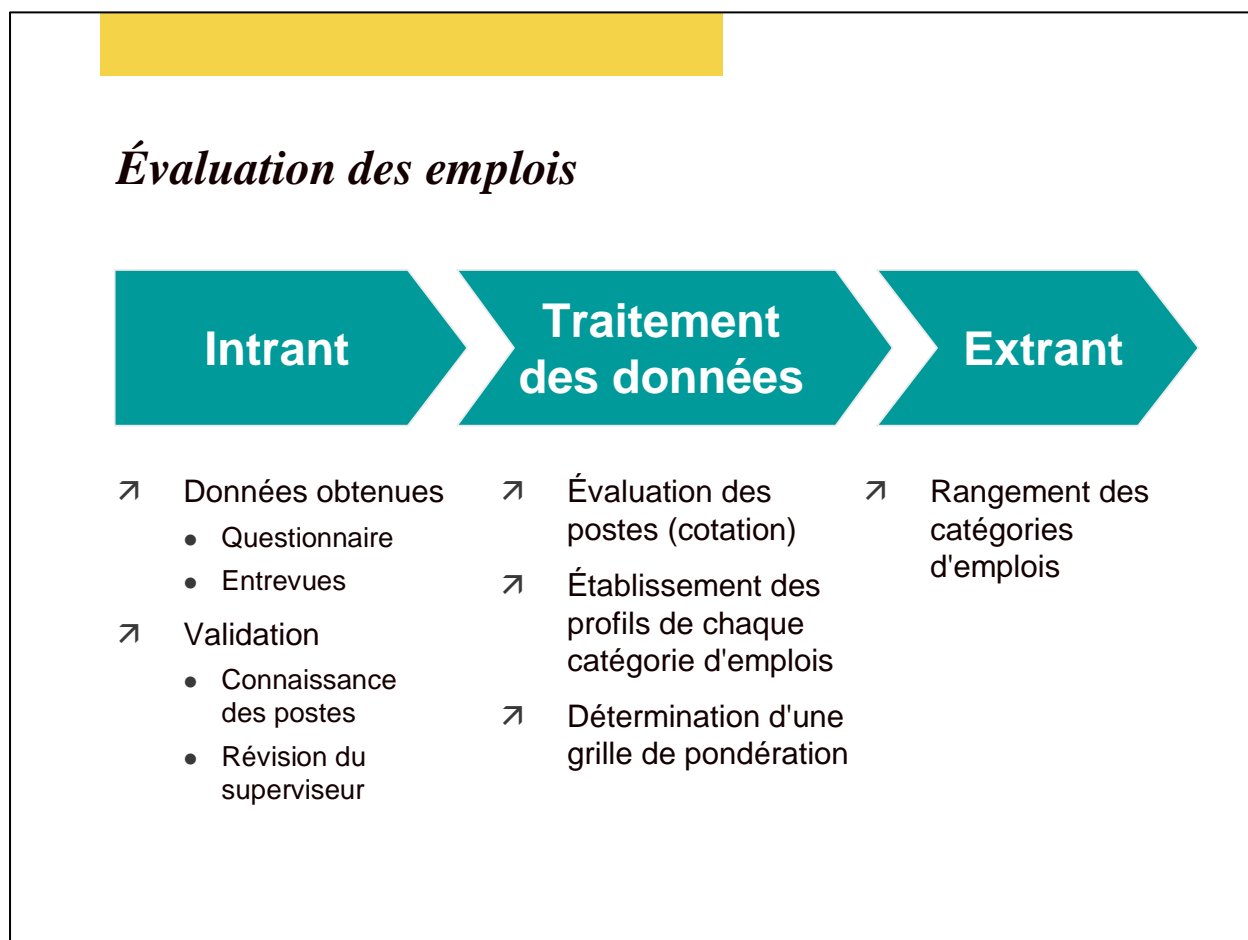 Évaluation des emplois
Intrant
Traitement
des données
Extrant
Données obtenues
Questionnaire
Entrevues
Validation
Connaissance
des postes
Révision du
superviseur
Évaluation des
postes (cotation)
Établissement des
profils de chaque
catégorie d'emplois
Détermination d'une
grille de pondération
Rangement des
catégories
d'emplois